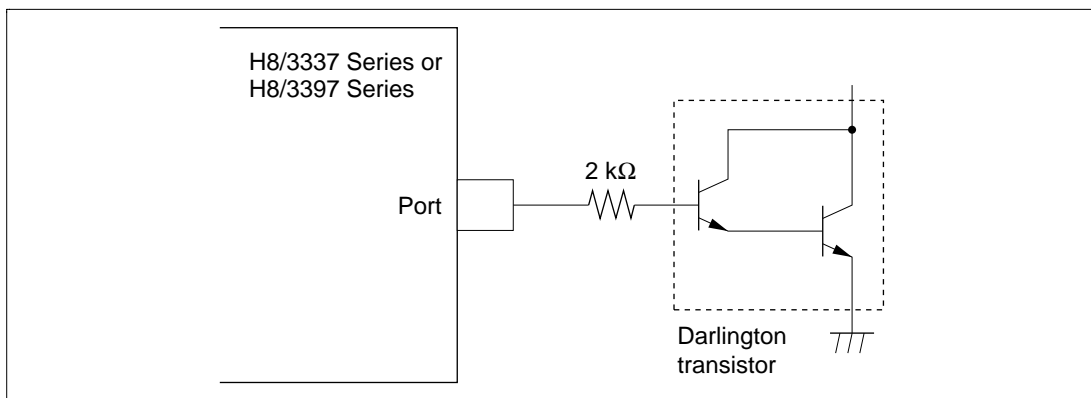 H8/3337 Series or
H8/3397 Series
2 kΩ
Port
Darlington
transistor